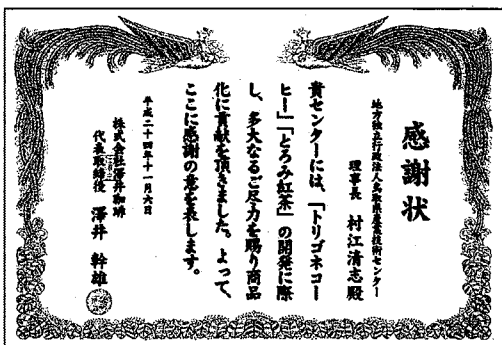 感謝状
地方独立行政法人鳥取県産業技術センター
理事長 村江清志殿
貴センターには、「トリゴネコー
ヒー」「とろみ紅茶」の開発に際
し、多大なるご尽力を賜り商品
化に貢献を頂きました。よって、
ここに感謝の意を表します。
平成二十四年十一月六日
株式会社澤井珈琲
代表取締役 澤井幹雄